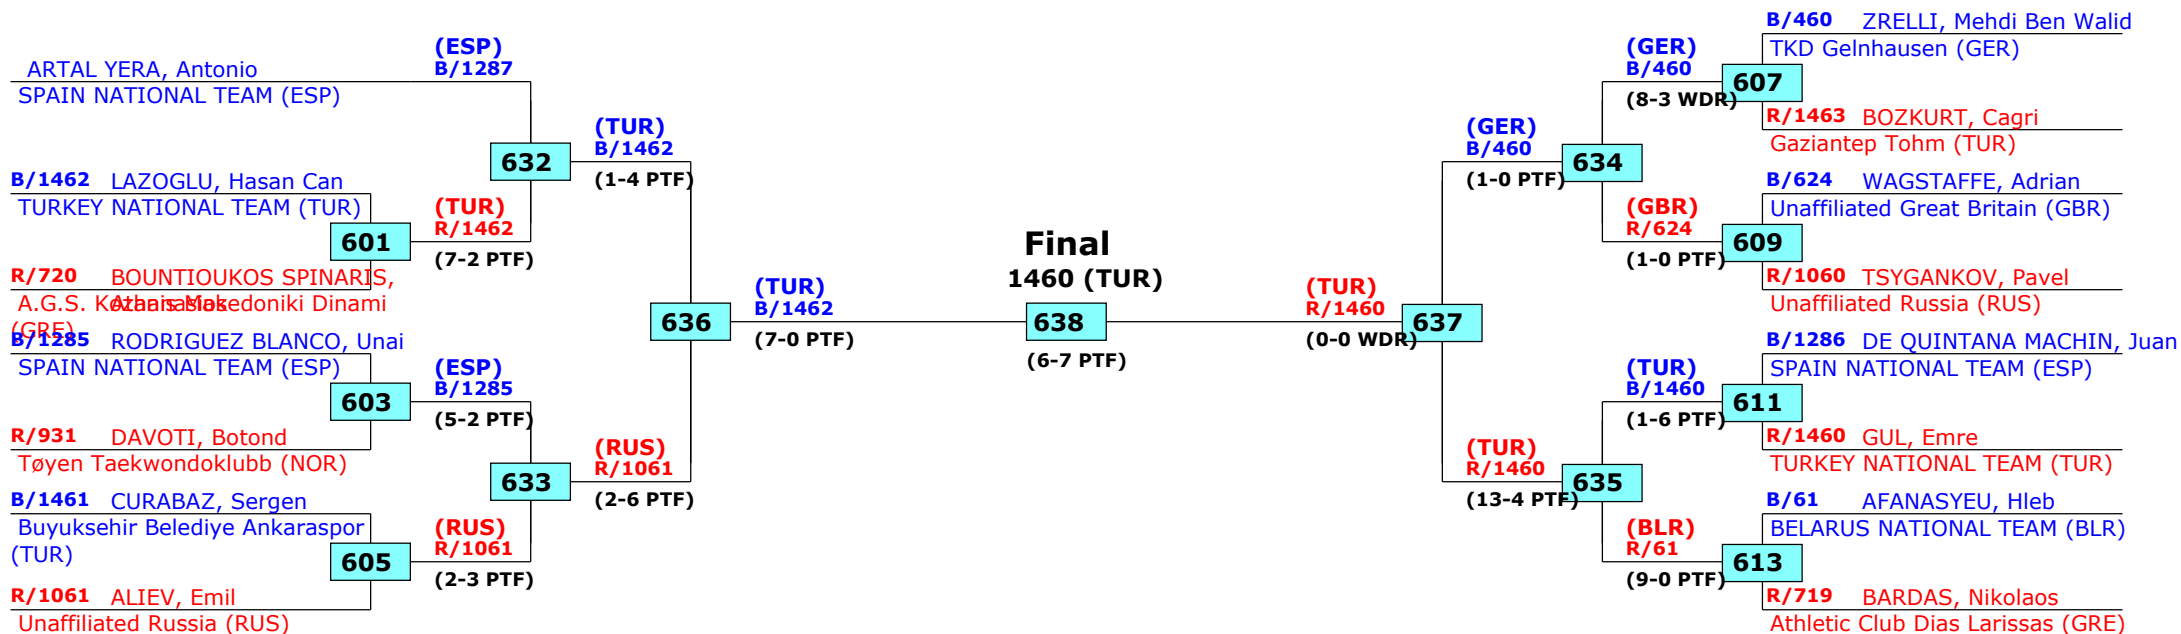 (ESP)
B/1287
ARTAL YERA, Antonio
SPAIN NATIONAL TEAM (ESP)
632
(TUR)
B/1462
(1-4 PTF)
B/1462 LAZOGLU, Hasan Can
TURKEY NATIONAL TEAM (TUR)
601
(TUR)
R/1462
(7-2 PTF)
R/720 BOUNTIOUKOS SPINARIS,
Athanasios
A.G.S. Kozanis Makedoniki Dinami
(GRE)
636
(TUR)
B/1462
(7-0 PTF)
B/1285 RODRIGUEZ BLANCO, Unai
SPAIN NATIONAL TEAM (ESP)
603
(ESP)
B/1285
(5-2 PTF)
R/931 DAVOTI, Botond
Tøyen Taekwondoklubb (NOR)
633
(RUS)
R/1061
(2-6 PTF)
B/1461 CURABAZ, Sergen
Buyuksehir Belediye Ankaraspor
(TUR)
605
(RUS)
R/1061
(2-3 PTF)
R/1061 ALIEV, Emil
Unaffiliated Russia (RUS)
Final
1460 (TUR)
638
(6-7 PTF)
(TUR)
R/1460
(0-0 WDR)
637
(GER)
B/460
(1-0 PTF)
634
(GER)
B/460
(8-3 WDR)
607
B/460 ZRELLI, Mehdi Ben Walid
TKD Gelnhausen (GER)
R/1463 BOZKURT, Cagri
Gaziantep Tohm (TUR)
(GBR)
R/624
(1-0 PTF)
609
B/624 WAGSTAFFE, Adrian
Unaffiliated Great Britain (GBR)
R/1060 TSYGANKOV, Pavel
Unaffiliated Russia (RUS)
(TUR)
R/1460
(13-4 PTF)
635
(TUR)
B/1460
(1-6 PTF)
611
B/1286 DE QUINTANA MACHIN, Juan
SPAIN NATIONAL TEAM (ESP)
R/1460 GUL, Emre
TURKEY NATIONAL TEAM (TUR)
(BLR)
R/61
(9-0 PTF)
613
B/61 AFANASYEU, Hleb
BELARUS NATIONAL TEAM (BLR)
R/719 BARDAS, Nikolaos
Athletic Club Dias Larissas (GRE)